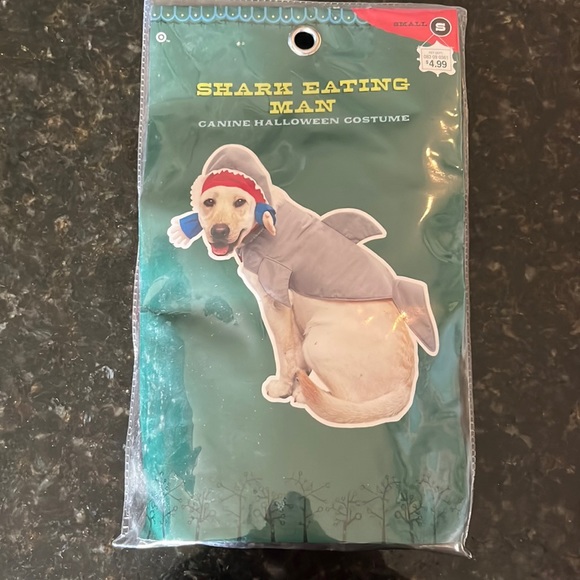 SMALL S
$4.99
SHARK EATING
MAN
CANINE HALLOWEEN COSTUME